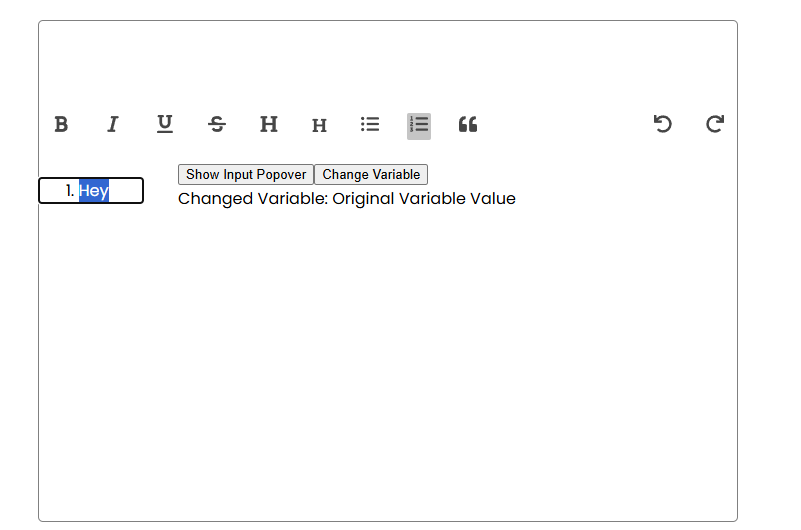 B I U S H H
Show Input Popover Change Variable
1. Hey
Changed Variable: Original Variable Value